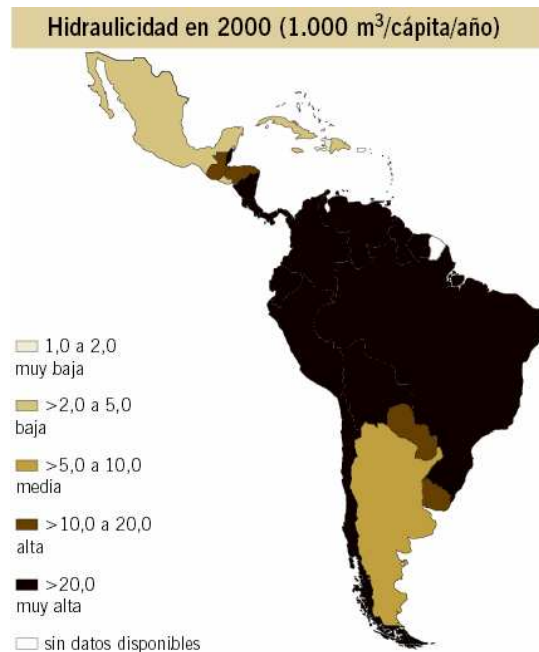 Hidraulicidad en 2000 (1.000 m³/cápita/año)
1,0 a 2,0
muy baja
>2,0 a 5,0
baja
>5,0 a 10,0
media
>10,0 a 20,0
alta
>20,0
muy alta
sin datos disponibles